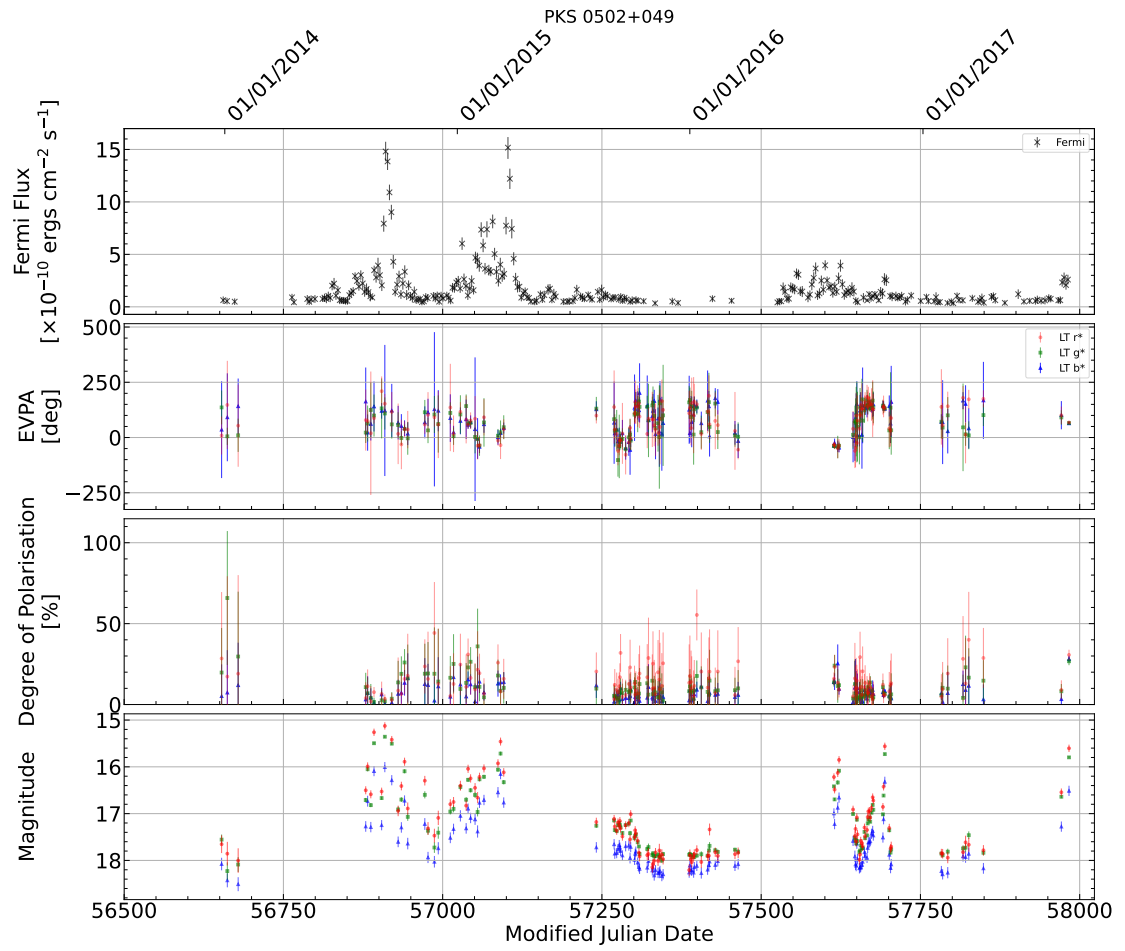 PKS 0502+049
01/01/2014
01/01/2015
01/01/2016
01/01/2017
Fermi Flux
[×10⁻¹⁰ ergs cm⁻² s⁻¹]
15
10
5
0
Fermi
EVPA
[deg]
500
250
0
−250
LT r*
LT g*
LT b*
Degree of Polarisation
[%]
100
50
0
Magnitude
15
16
17
18
56500
56750
57000
57250
57500
57750
58000
Modified Julian Date